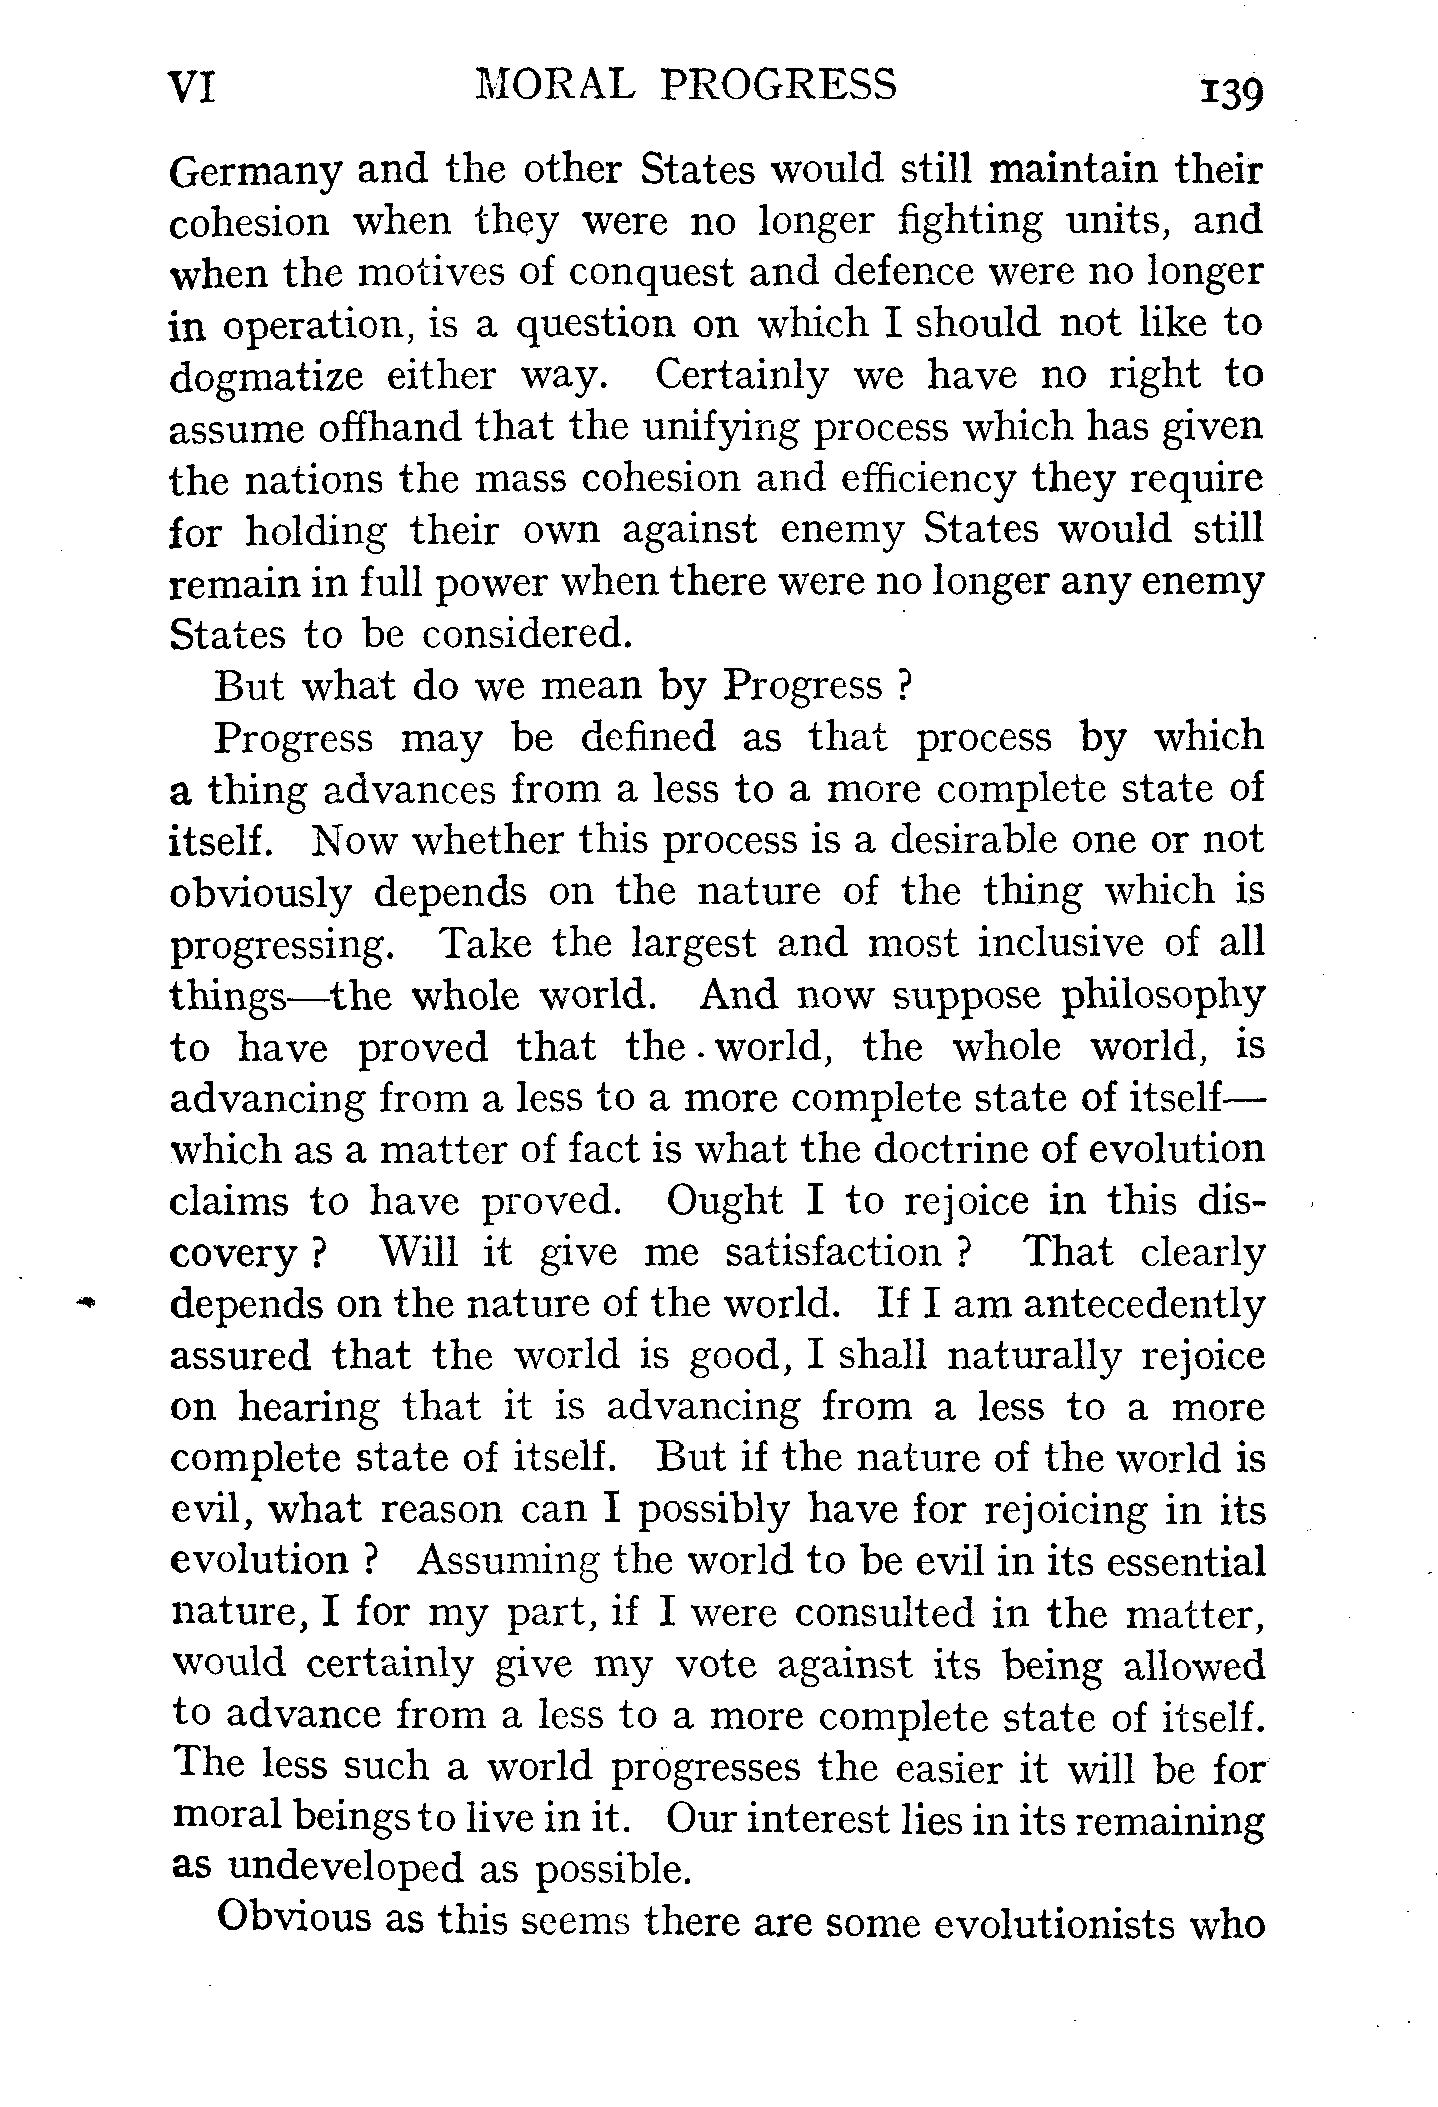 VI MORAL PROGRESS 139
Germany and the other States would still maintain their
cohesion when they were no longer fighting units, and
when the motives of conquest and defence were no longer
in operation, is a question on which I should not like to
dogmatize either way. Certainly we have no right to
assume offhand that the unifying process which has given
the nations the mass cohesion and efficiency they require
for holding their own against enemy States would still
remain in full power when there were no longer any enemy
States to be considered.
But what do we mean by Progress ?
Progress may be defined as that process by which
a thing advances from a less to a more complete state of
itself. Now whether this process is a desirable one or not
obviously depends on the nature of the thing which is
progressing. Take the largest and most inclusive of all
things—the whole world. And now suppose philosophy
to have proved that the world, the whole world, is
advancing from a less to a more complete state of itself—
which as a matter of fact is what the doctrine of evolution
claims to have proved. Ought I to rejoice in this dis-
covery ? Will it give me satisfaction ? That clearly
depends on the nature of the world. If I am antecedently
assured that the world is good, I shall naturally rejoice
on hearing that it is advancing from a less to a more
complete state of itself. But if the nature of the world is
evil, what reason can I possibly have for rejoicing in its
evolution ? Assuming the world to be evil in its essential
nature, I for my part, if I were consulted in the matter,
would certainly give my vote against its being allowed
to advance from a less to a more complete state of itself.
The less such a world progresses the easier it will be for
moral beings to live in it. Our interest lies in its remaining
as undeveloped as possible.
Obvious as this seems there are some evolutionists who